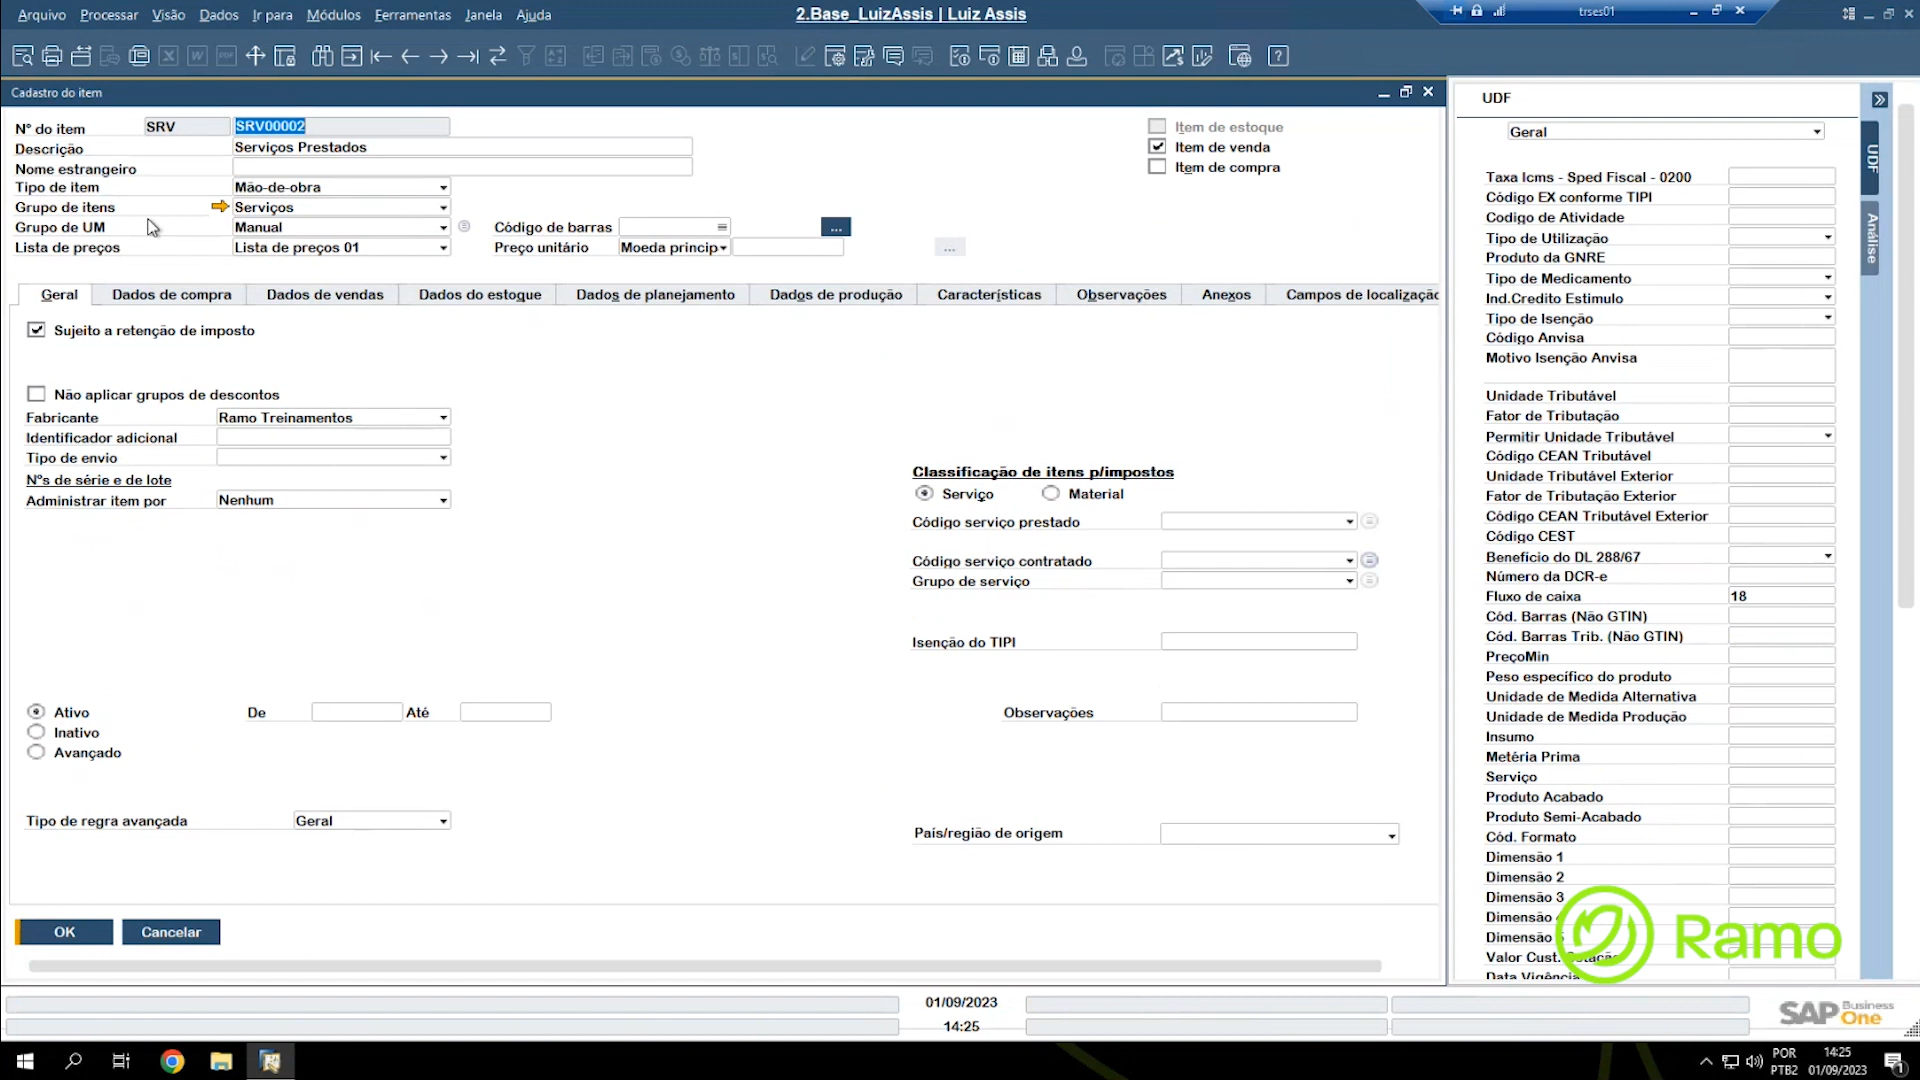 Arquivo Processar Visão Dados Ir para Módulos Ferramentas Janela Ajuda
2.Base_LuizAssis | Luiz Assis
trses01
Cadastro do item
Nº do item SRV SRV00002
Descrição Serviços Prestados
Nome estrangeiro
Tipo de item Mão-de-obra
Grupo de itens Serviços
Grupo de UM Manual Código de barras ...
Lista de preços Lista de preços 01 Preço unitário Moeda princip ...
Item de estoque
Item de venda
Item de compra
Geral Dados de compra Dados de vendas Dados do estoque Dados de planejamento Dados de produção Características Observações Anexos Campos de localização
Sujeito a retenção de imposto
Não aplicar grupos de descontos
Fabricante Ramo Treinamentos
Identificador adicional
Tipo de envio
Nºs de série e de lote
Administrar item por Nenhum
Classificação de itens p/impostos
Serviço Material
Código serviço prestado
Código serviço contratado
Grupo de serviço
Isenção do TIPI
Ativo De Até
Inativo
Avançado
Observações
Tipo de regra avançada Geral
País/região de origem
OK Cancelar
UDF
Geral
Taxa Icms - Sped Fiscal - 0200
Código EX conforme TIPI
Codigo de Atividade
Tipo de Utilização
Produto da GNRE
Tipo de Medicamento
Ind.Credito Estimulo
Tipo de Isenção
Código Anvisa
Motivo Isenção Anvisa
Unidade Tributável
Fator de Tributação
Permitir Unidade Tributável
Código CEAN Tributável
Unidade Tributável Exterior
Fator de Tributação Exterior
Código CEAN Tributável Exterior
Código CEST
Benefício do DL 288/67
Número da DCR-e
Fluxo de caixa 18
Cód. Barras (Não GTIN)
Cód. Barras Trib. (Não GTIN)
PreçoMin
Peso específico do produto
Unidade de Medida Alternativa
Unidade de Medida Produção
Insumo
Metéria Prima
Serviço
Produto Acabado
Produto Semi-Acabado
Cód. Formato
Dimensão 1
Dimensão 2
Dimensão 3
Dimensão
Dimensão
Valor Cust.
Data Vigência
UDF
Análise
Ramo
01/09/2023
14:25
SAP Business One
POR
PTB2
14:25
01/09/2023
1